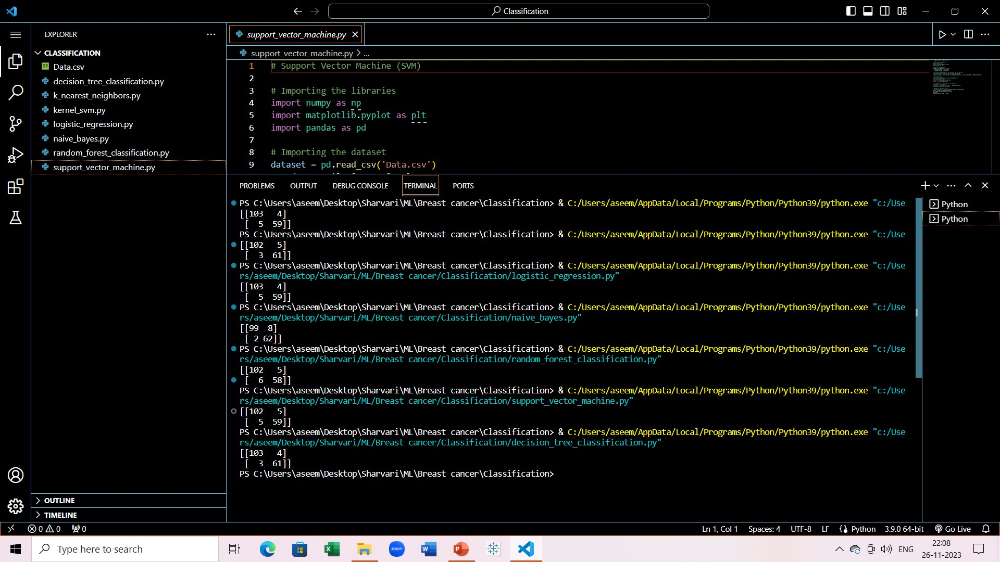 Classification
EXPLORER
CLASSIFICATION
Data.csv
decision_tree_classification.py
k_nearest_neighbors.py
kernel_svm.py
logistic_regression.py
naive_bayes.py
random_forest_classification.py
support_vector_machine.py
OUTLINE
TIMELINE
support_vector_machine.py
support_vector_machine.py > ...
1 # Support Vector Machine (SVM)
2
3 # Importing the libraries
4 import numpy as np
5 import matplotlib.pyplot as plt
6 import pandas as pd
7
8 # Importing the dataset
9 dataset = pd.read_csv('Data.csv')
PROBLEMS OUTPUT DEBUG CONSOLE TERMINAL PORTS
PS C:\Users\aseem\Desktop\Sharvari\ML\Breast cancer\Classification> & C:/Users/aseem/AppData/Local/Programs/Python/Python39/python.exe "c:/Use
[[103   4]
 [  5  59]]
PS C:\Users\aseem\Desktop\Sharvari\ML\Breast cancer\Classification> & C:/Users/aseem/AppData/Local/Programs/Python/Python39/python.exe "c:/Use
[[102   5]
 [  3  61]]
PS C:\Users\aseem\Desktop\Sharvari\ML\Breast cancer\Classification> & C:/Users/aseem/AppData/Local/Programs/Python/Python39/python.exe "c:/Use
rs/aseem/Desktop/Sharvari/ML/Breast cancer/Classification/logistic_regression.py"
[[103   4]
 [  5  59]]
PS C:\Users\aseem\Desktop\Sharvari\ML\Breast cancer\Classification> & C:/Users/aseem/AppData/Local/Programs/Python/Python39/python.exe "c:/Use
rs/aseem/Desktop/Sharvari/ML/Breast cancer/Classification/naive_bayes.py"
[[99  8]
 [ 2 62]]
PS C:\Users\aseem\Desktop\Sharvari\ML\Breast cancer\Classification> & C:/Users/aseem/AppData/Local/Programs/Python/Python39/python.exe "c:/Use
rs/aseem/Desktop/Sharvari/ML/Breast cancer/Classification/random_forest_classification.py"
[[102   5]
 [  6  58]]
PS C:\Users\aseem\Desktop\Sharvari\ML\Breast cancer\Classification> & C:/Users/aseem/AppData/Local/Programs/Python/Python39/python.exe "c:/Use
rs/aseem/Desktop/Sharvari/ML/Breast cancer/Classification/support_vector_machine.py"
[[102   5]
 [  5  59]]
PS C:\Users\aseem\Desktop\Sharvari\ML\Breast cancer\Classification> & C:/Users/aseem/AppData/Local/Programs/Python/Python39/python.exe "c:/Use
rs/aseem/Desktop/Sharvari/ML/Breast cancer/Classification/decision_tree_classification.py"
[[103   4]
 [  3  61]]
PS C:\Users\aseem\Desktop\Sharvari\ML\Breast cancer\Classification>
Python
Python
0 0 0 Ln 1, Col 1 Spaces: 4 UTF-8 LF Python 3.9.0 64-bit Go Live
Type here to search
zoom
ENG
22:08
26-11-2023